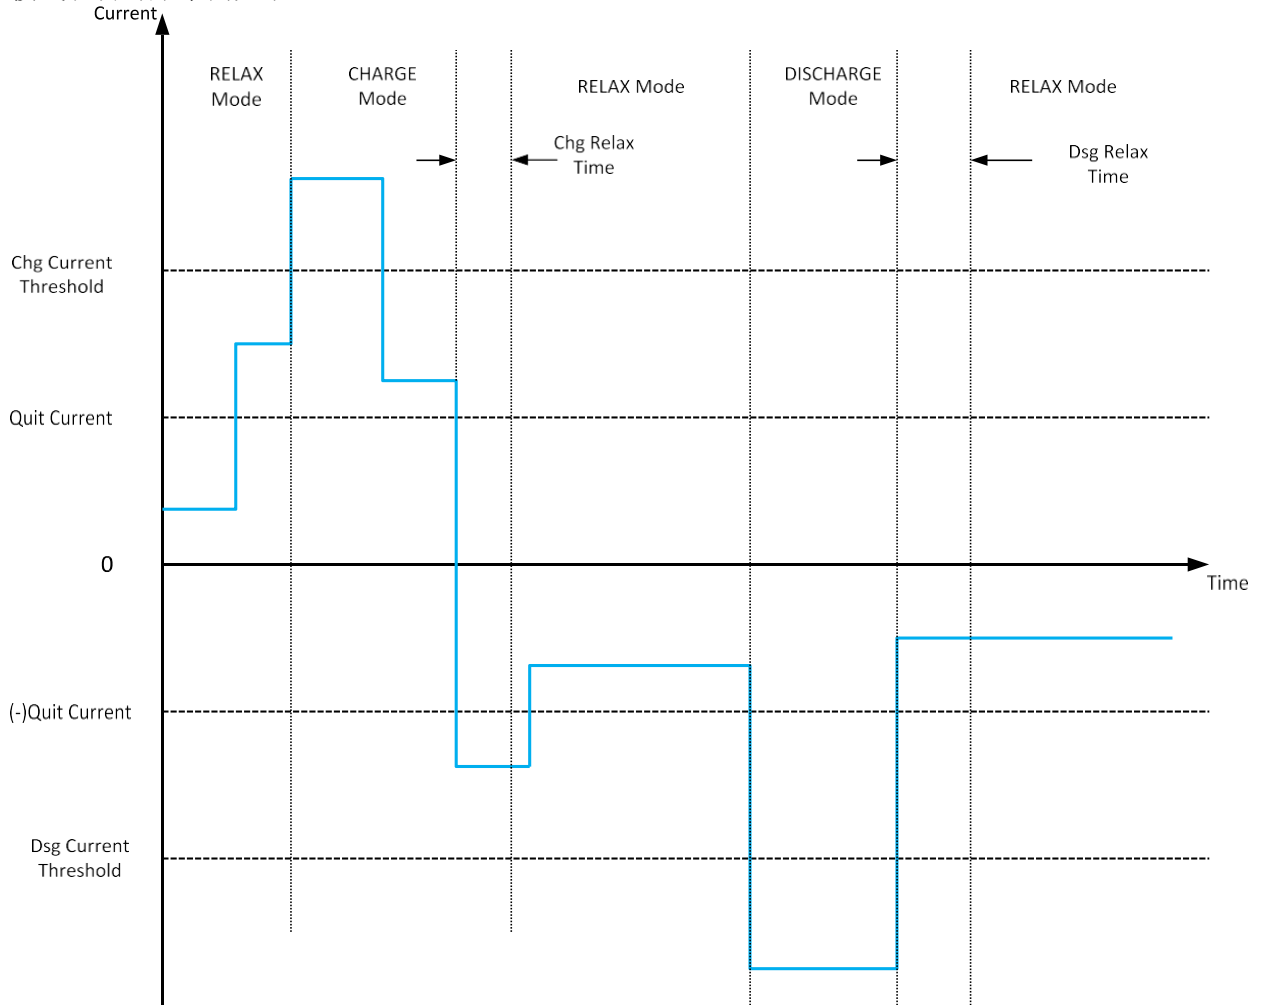 Current
RELAX
Mode
CHARGE
Mode
RELAX Mode
DISCHARGE
Mode
RELAX Mode
Chg Relax
Time
Dsg Relax
Time
Chg Current
Threshold
Quit Current
0
Time
(-)Quit Current
Dsg Current
Threshold